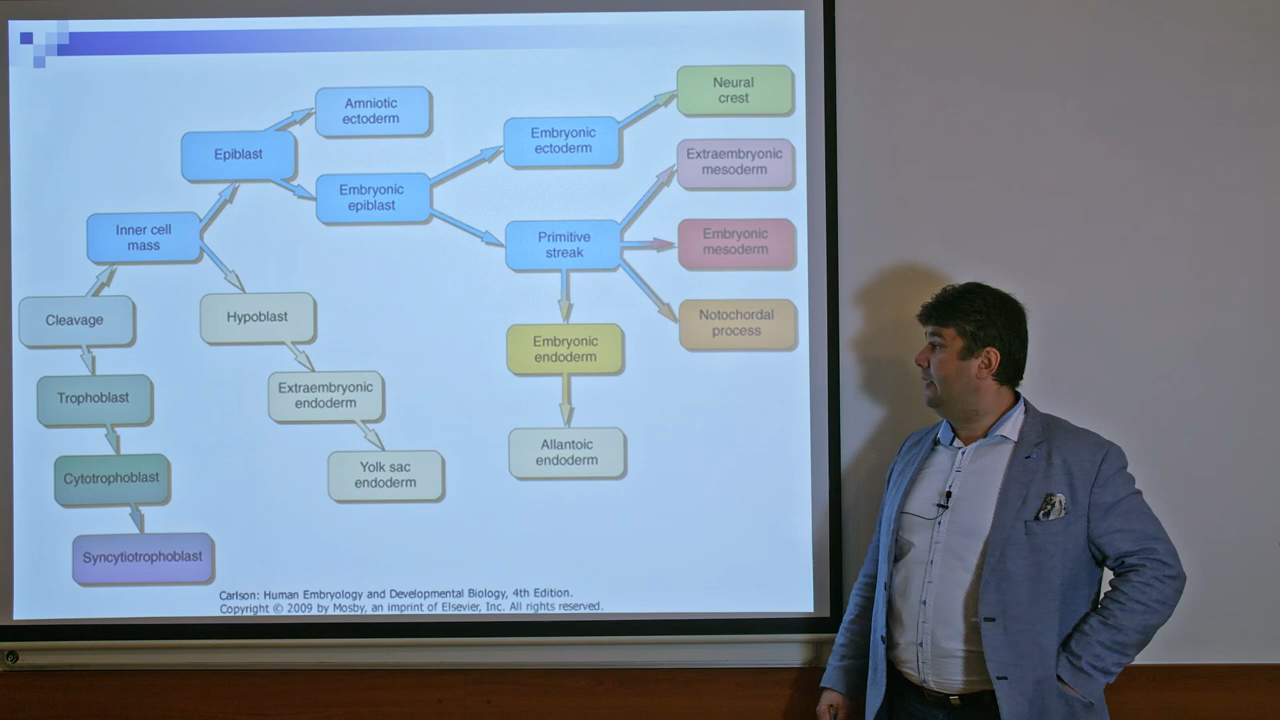 Neural
crest
Amniotic
ectoderm
Embryonic
ectoderm
Epiblast
Extraembryonic
mesoderm
Embryonic
epiblast
Inner cell
mass
Primitive
streak
Embryonic
mesoderm
Cleavage
Hypoblast
Notochordal
process
Embryonic
endoderm
Trophoblast
Extraembryonic
endoderm
Allantoic
endoderm
Cytotrophoblast
Yolk sac
endoderm
Syncytiotrophoblast
Carlson: Human Embryology and Developmental Biology, 4th Edition.
Copyright © 2009 by Mosby, an imprint of Elsevier, Inc. All rights reserved.